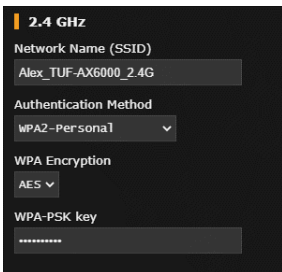 2.4 GHz
Network Name (SSID)
Alex_TUF-AX6000_2.4G
Authentication Method
WPA2-Personal
WPA Encryption
AES
WPA-PSK key
••••••••••